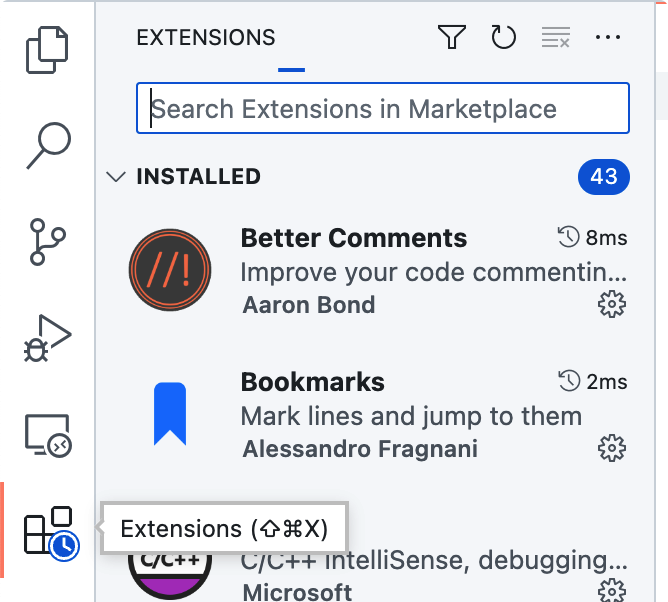 EXTENSIONS
Search Extensions in Marketplace
INSTALLED 43
Better Comments 8ms
Improve your code commentin...
Aaron Bond
//!
Bookmarks 2ms
Mark lines and jump to them
Alessandro Fragnani
Extensions (⇧⌘X)
C/C++
C/C++ IntelliSense, debugging...
Microsoft